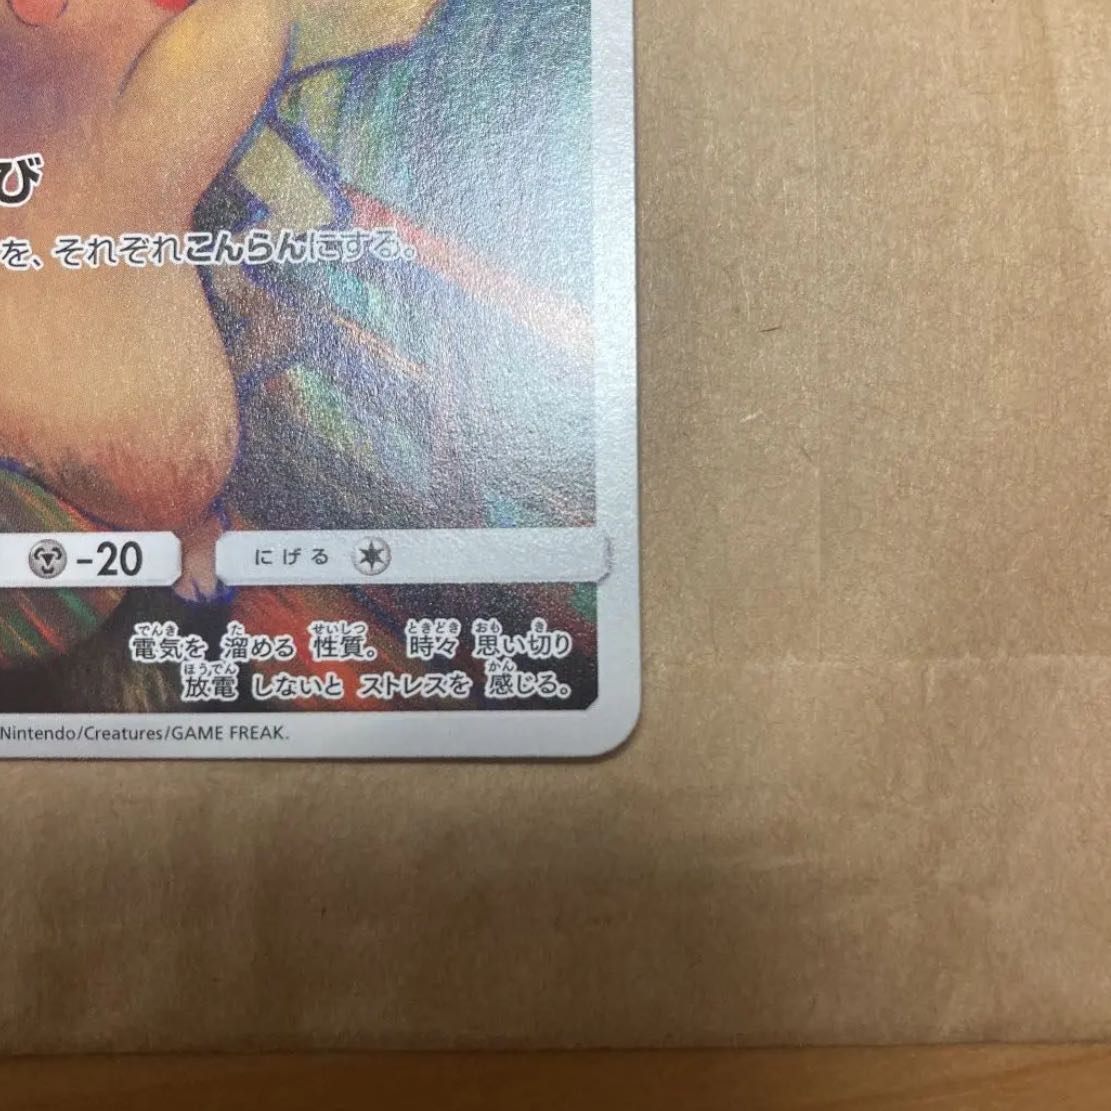 び
を、それぞれこんらんにする。
-20 にげる
電気を 溜める 性質。 時々 思い切り
放電 しないと ストレスを 感じる。
Nintendo/Creatures/GAME FREAK.